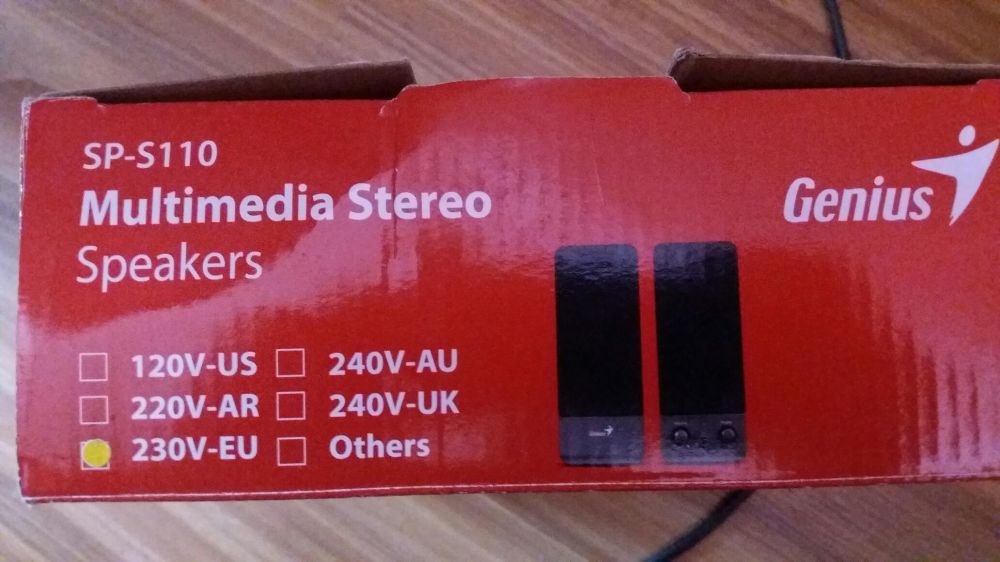 SP-S110
Multimedia Stereo
Speakers
Genius
120V-US
240V-AU
220V-AR
240V-UK
230V-EU
Others